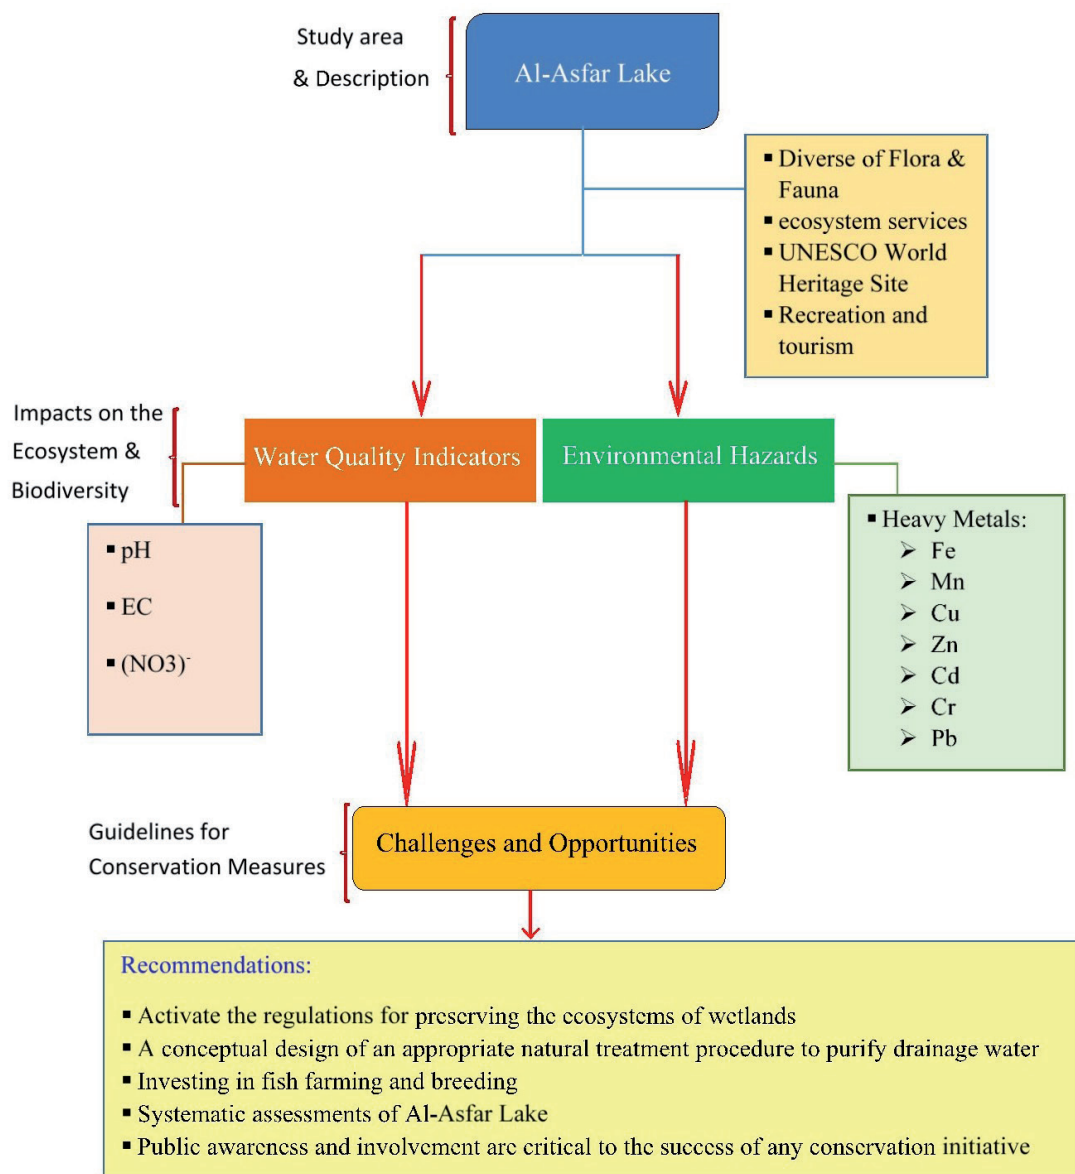 Study area
& Description
Al-Asfar Lake
▪ Diverse of Flora &
Fauna
▪ ecosystem services
▪ UNESCO World
Heritage Site
▪ Recreation and
tourism
Impacts on the
Ecosystem &
Biodiversity
Water Quality Indicators
Environmental Hazards
▪ pH
▪ EC
▪ (NO3)⁻
▪ Heavy Metals:
➢ Fe
➢ Mn
➢ Cu
➢ Zn
➢ Cd
➢ Cr
➢ Pb
Guidelines for
Conservation Measures
Challenges and Opportunities
Recommendations:
▪ Activate the regulations for preserving the ecosystems of wetlands
▪ A conceptual design of an appropriate natural treatment procedure to purify drainage water
▪ Investing in fish farming and breeding
▪ Systematic assessments of Al-Asfar Lake
▪ Public awareness and involvement are critical to the success of any conservation initiative